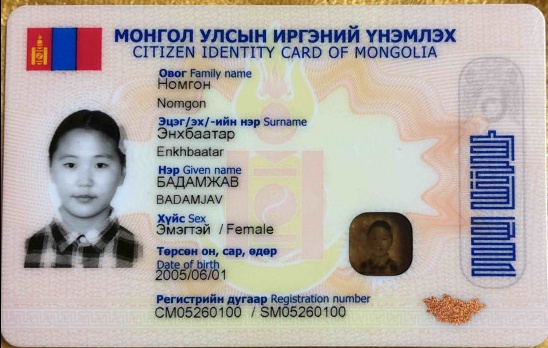 МОНГОЛ УЛСЫН ИРГЭНИЙ ҮНЭМЛЭХ
CITIZEN IDENTITY CARD OF MONGOLIA
Овог Family name
Номгон
Nomgon
Эцэг/эх/-ийн нэр Surname
Энхбаатар
Enkhbaatar
Нэр Given name
БАДАМЖАВ
BADAMJAV
Хүйс Sex
Эмэгтэй / Female
Төрсөн он, сар, өдөр
Date of birth
2005/06/01
Регистрийн дугаар Registration number
СМ05260100 / SM05260100